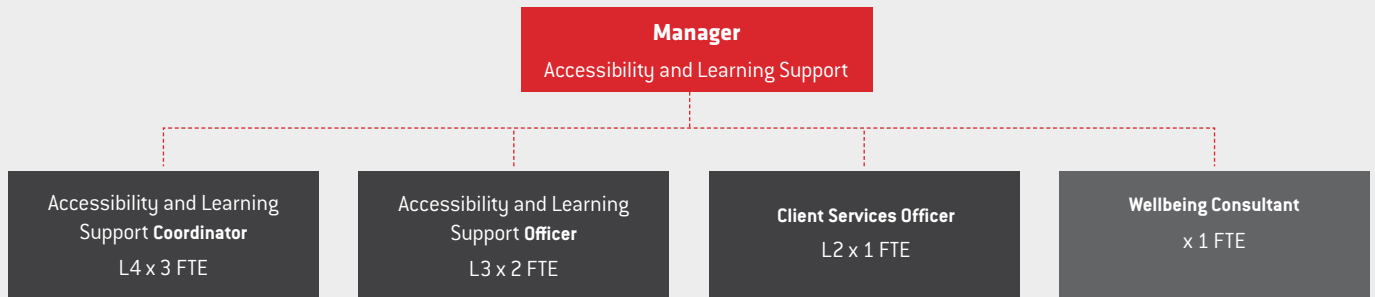 Manager
Accessibility and Learning Support
Accessibility and Learning
Support Coordinator
L4 x 3 FTE
Accessibility and Learning
Support Officer
L3 x 2 FTE
Client Services Officer
L2 x 1 FTE
Wellbeing Consultant
x 1 FTE